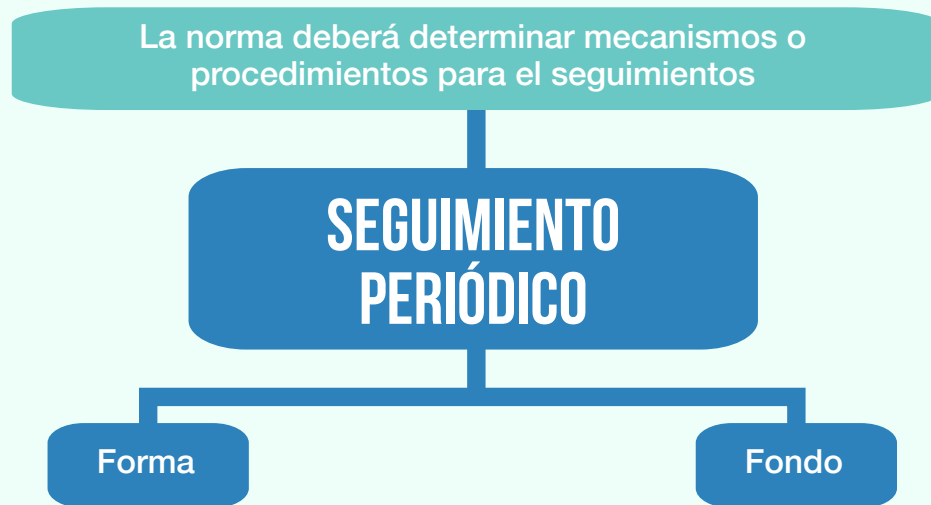 La norma deberá determinar mecanismos o
procedimientos para el seguimientos
SEGUIMIENTO
PERIÓDICO
Forma
Fondo